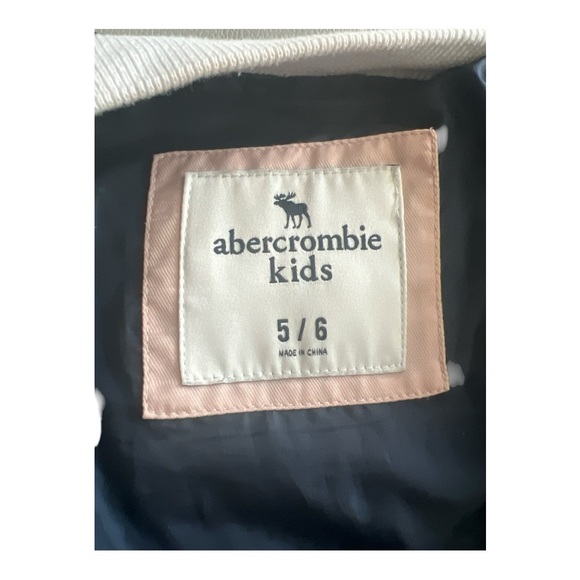 abercrombie
kids
5 / 6
MADE IN CHINA